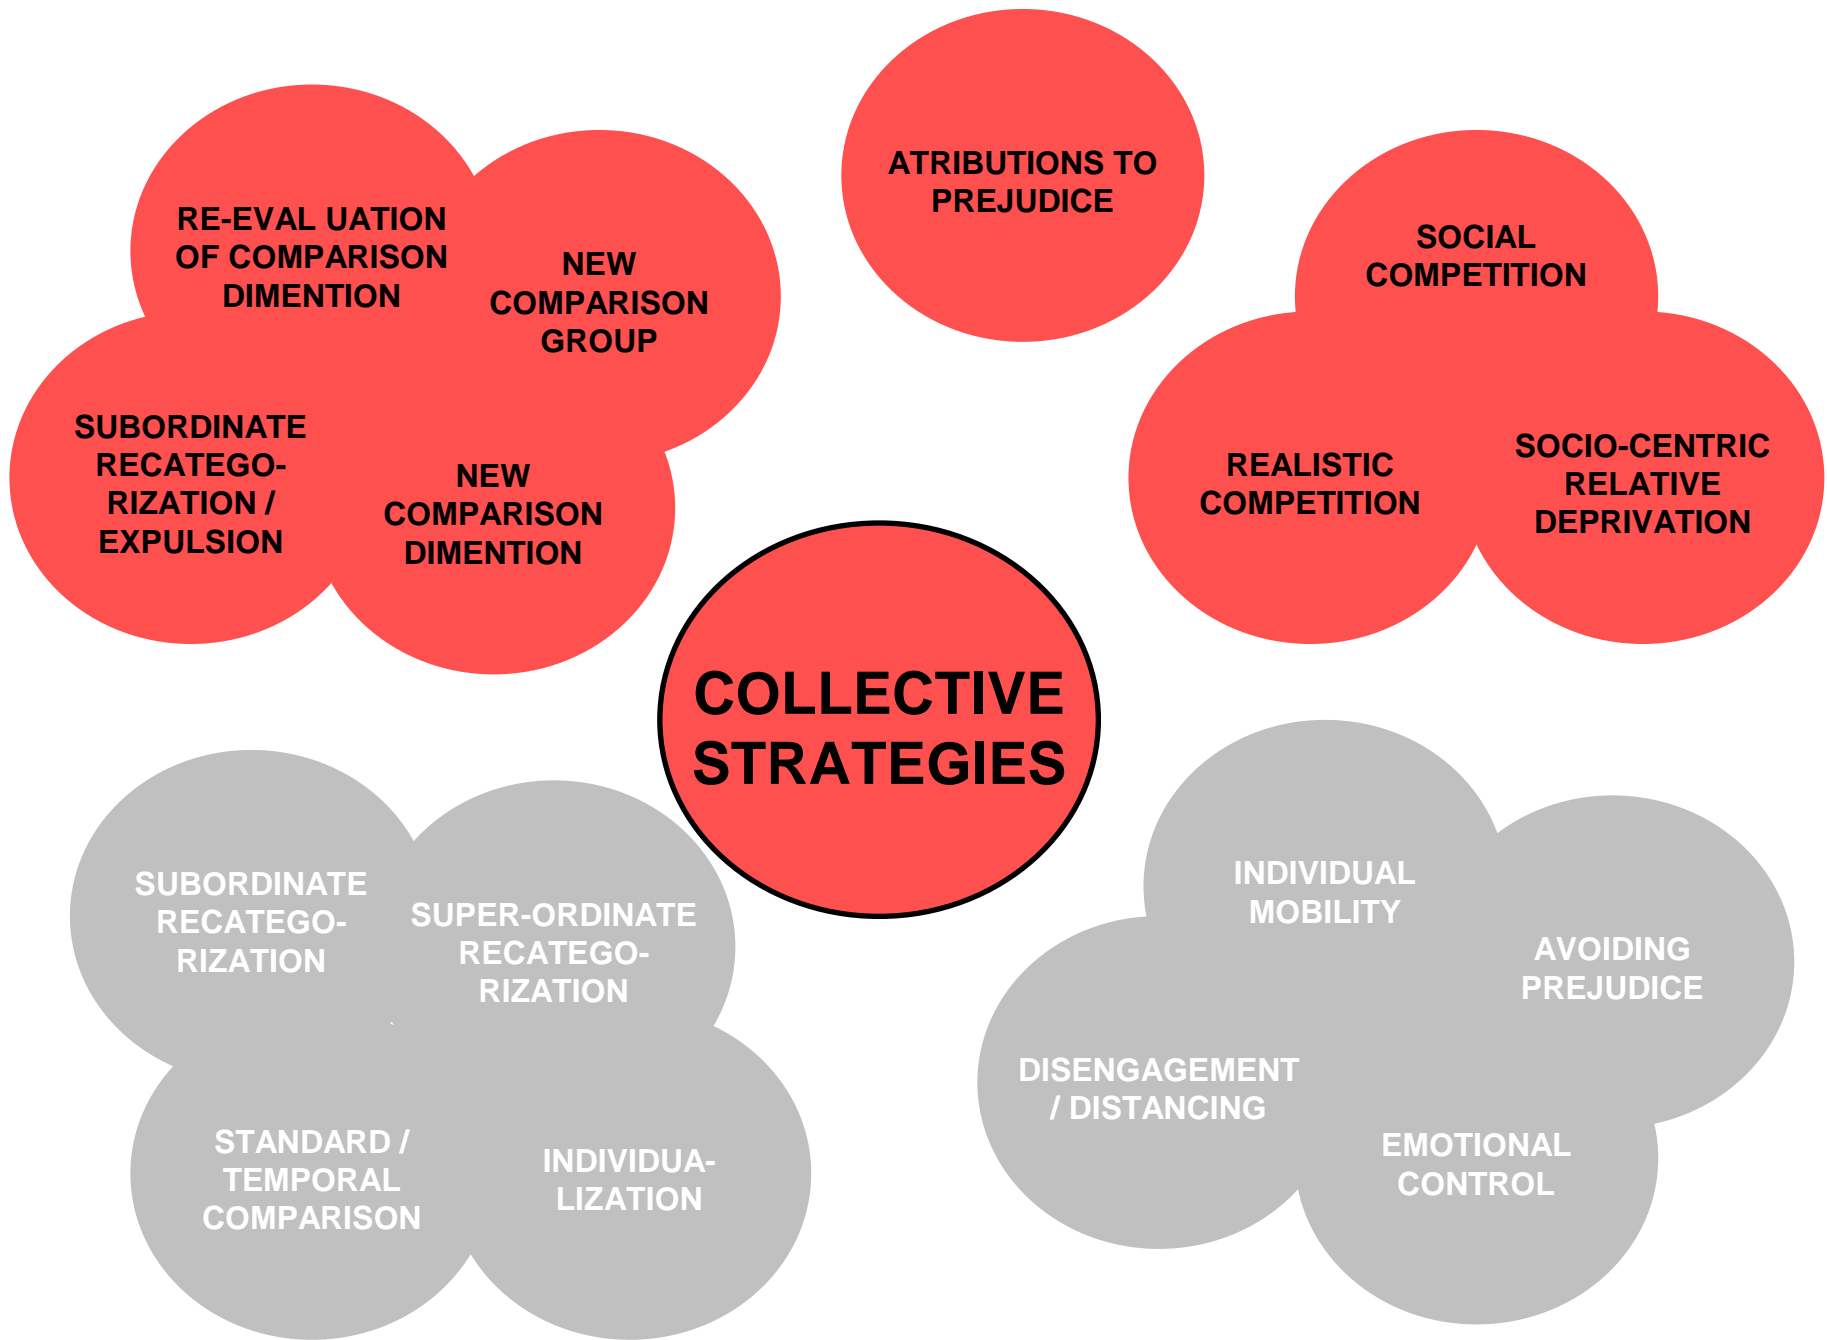 RE-EVAL UATION
OF COMPARISON
DIMENTION
NEW
COMPARISON
GROUP
SUBORDINATE
RECATEGO-
RIZATION /
EXPULSION
NEW
COMPARISON
DIMENTION
ATRIBUTIONS TO
PREJUDICE
SOCIAL
COMPETITION
REALISTIC
COMPETITION
SOCIO-CENTRIC
RELATIVE
DEPRIVATION
COLLECTIVE
STRATEGIES
SUBORDINATE
RECATEGO-
RIZATION
SUPER-ORDINATE
RECATEGO-
RIZATION
STANDARD /
TEMPORAL
COMPARISON
INDIVIDUA-
LIZATION
INDIVIDUAL
MOBILITY
AVOIDING
PREJUDICE
DISENGAGEMENT
/ DISTANCING
EMOTIONAL
CONTROL